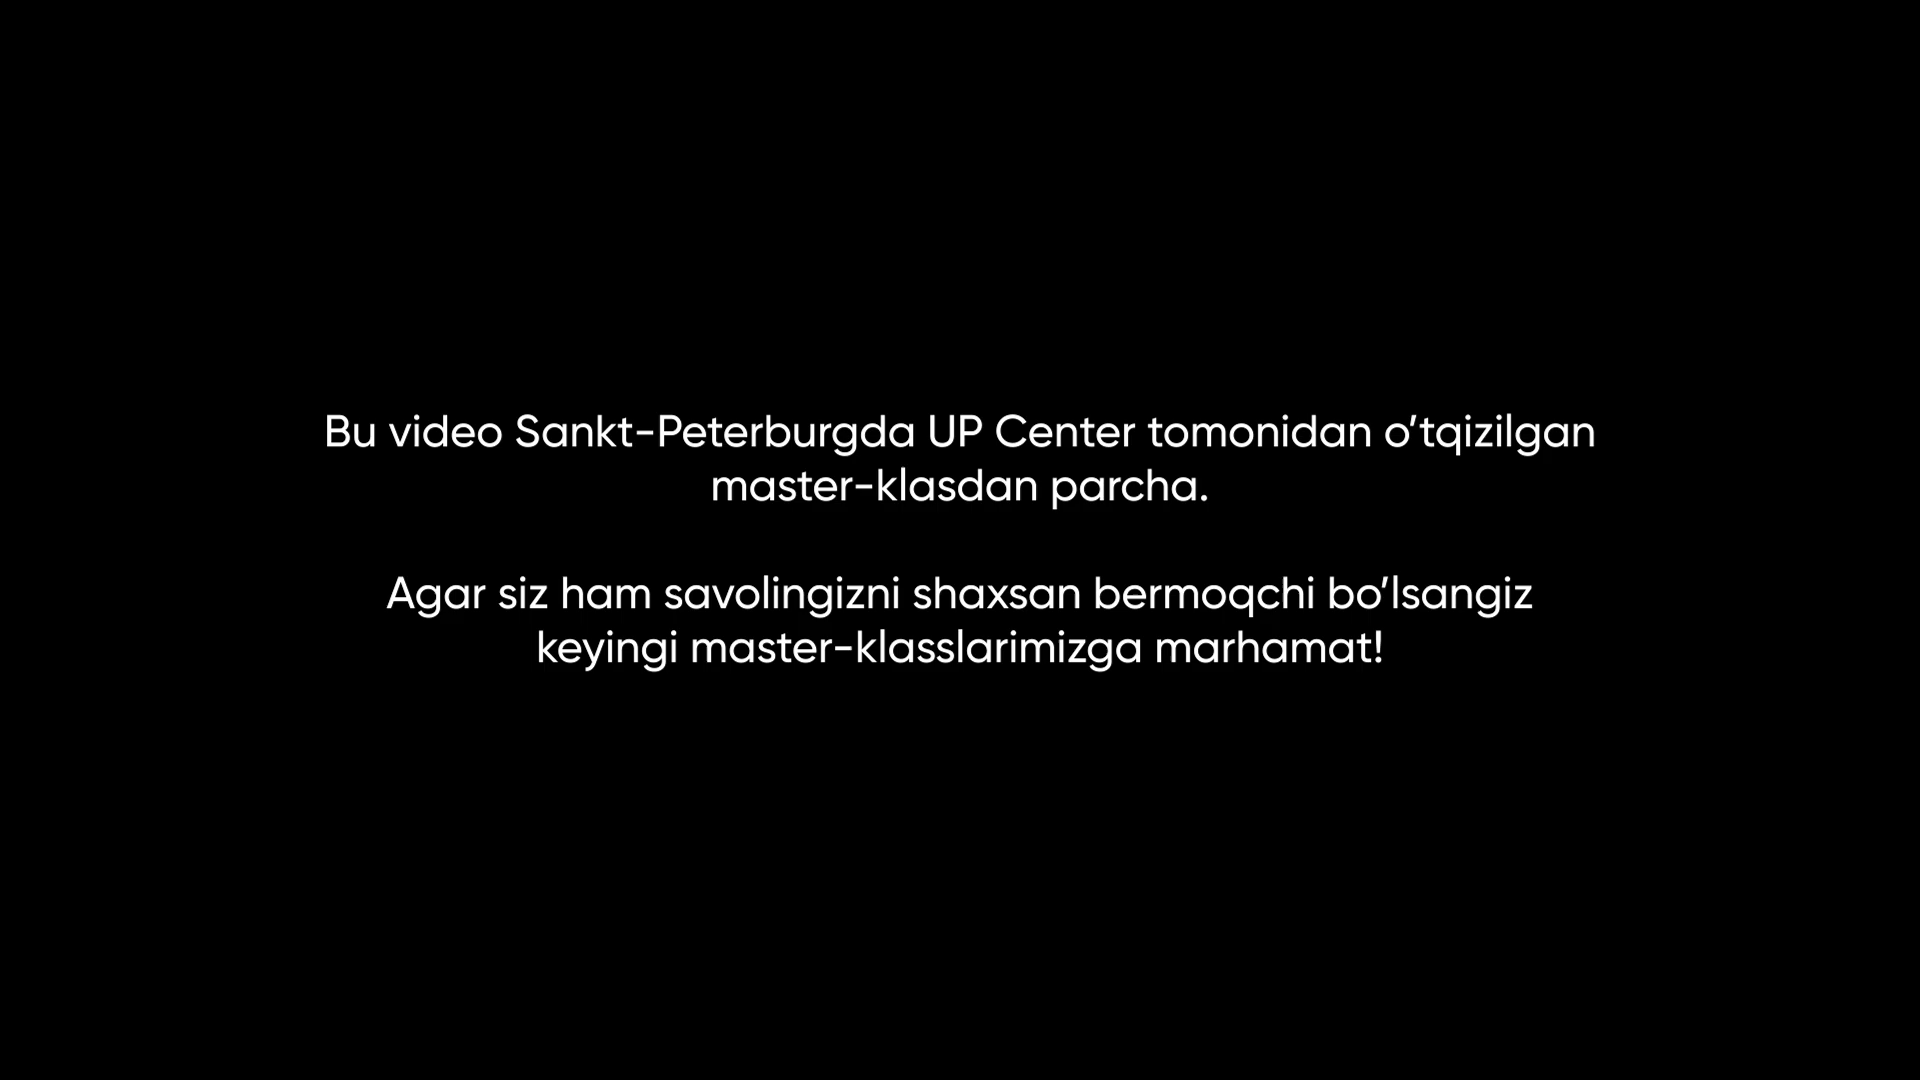 Bu video Sankt-Peterburgda UP Center tomonidan o’tqizilgan
master-klasdan parcha.
Agar siz ham savolingizni shaxsan bermoqchi bo’lsangiz
keyingi master-klasslarimizga marhamat!